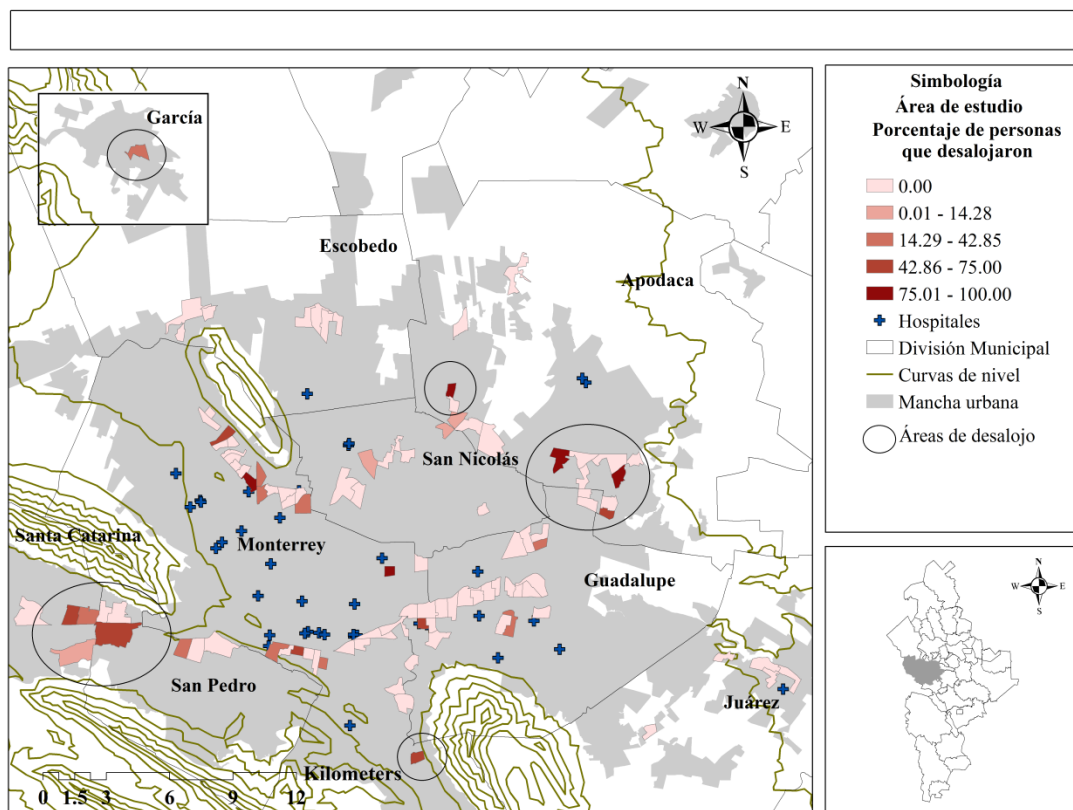 García
N
W E
S
Escobedo
Apodaca
San Nicolás
Santa Catarina
Monterrey
Guadalupe
San Pedro
Juárez
Kilometers
0 1.5 3 6 9 12
Simbología
Área de estudio
Porcentaje de personas
que desalojaron
0.00
0.01 - 14.28
14.29 - 42.85
42.86 - 75.00
75.01 - 100.00
Hospitales
División Municipal
Curvas de nivel
Mancha urbana
Áreas de desalojo
N
W E
S